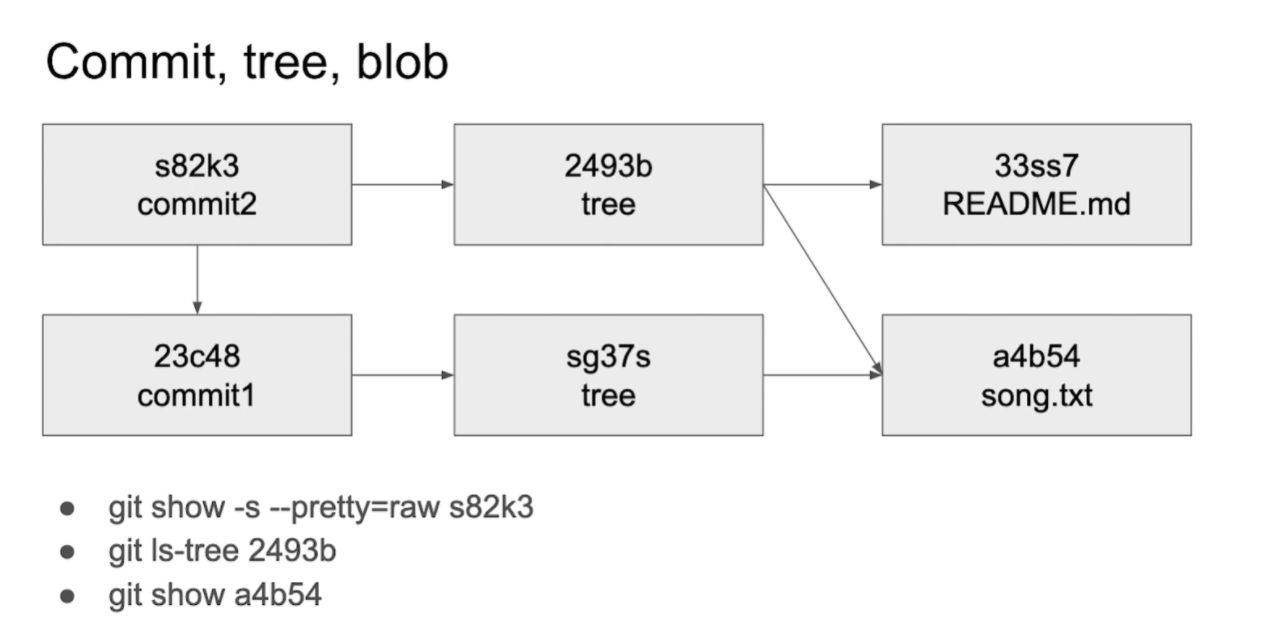 Commit, tree, blob
s82k3
commit2
2493b
tree
33ss7
README.md
23c48
commit1
sg37s
tree
a4b54
song.txt
● git show -s --pretty=raw s82k3
● git ls-tree 2493b
● git show a4b54